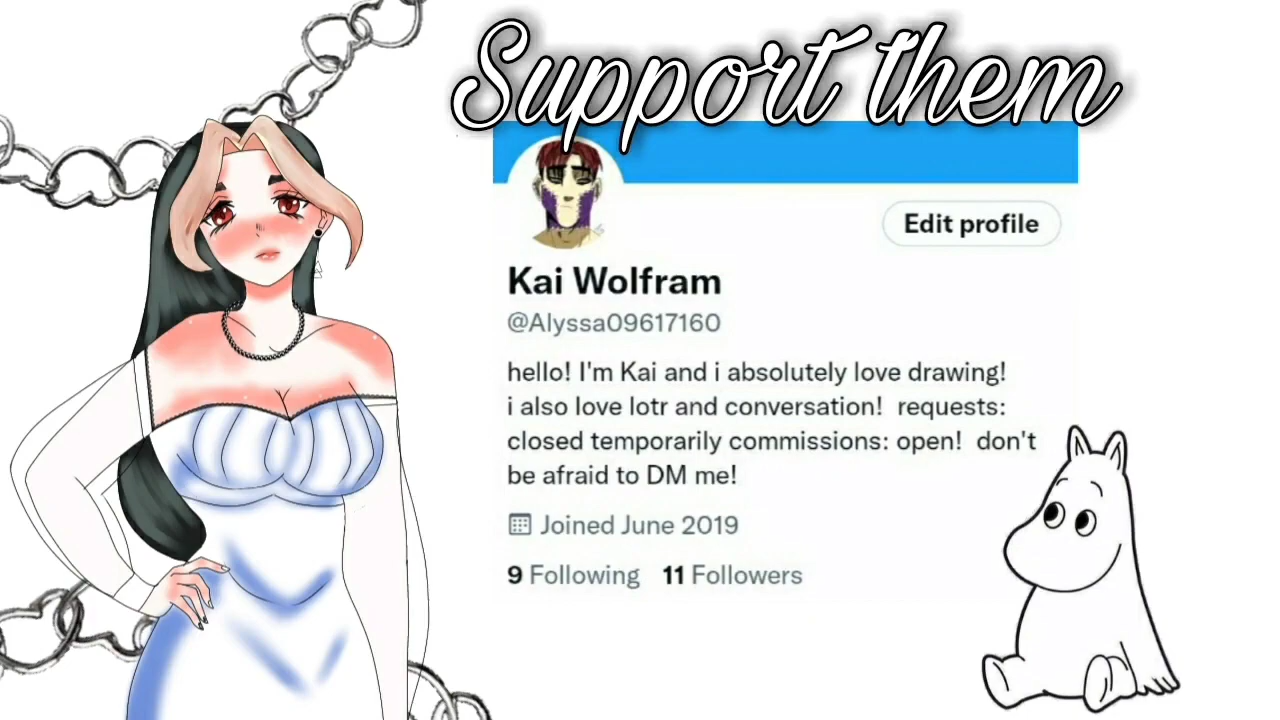 Support them
Edit profile
Kai Wolfram
@Alyssa09617160
hello! I'm Kai and i absolutely love drawing!
i also love lotr and conversation!  requests:
closed temporarily commissions: open!  don't
be afraid to DM me!
Joined June 2019
9 Following 11 Followers